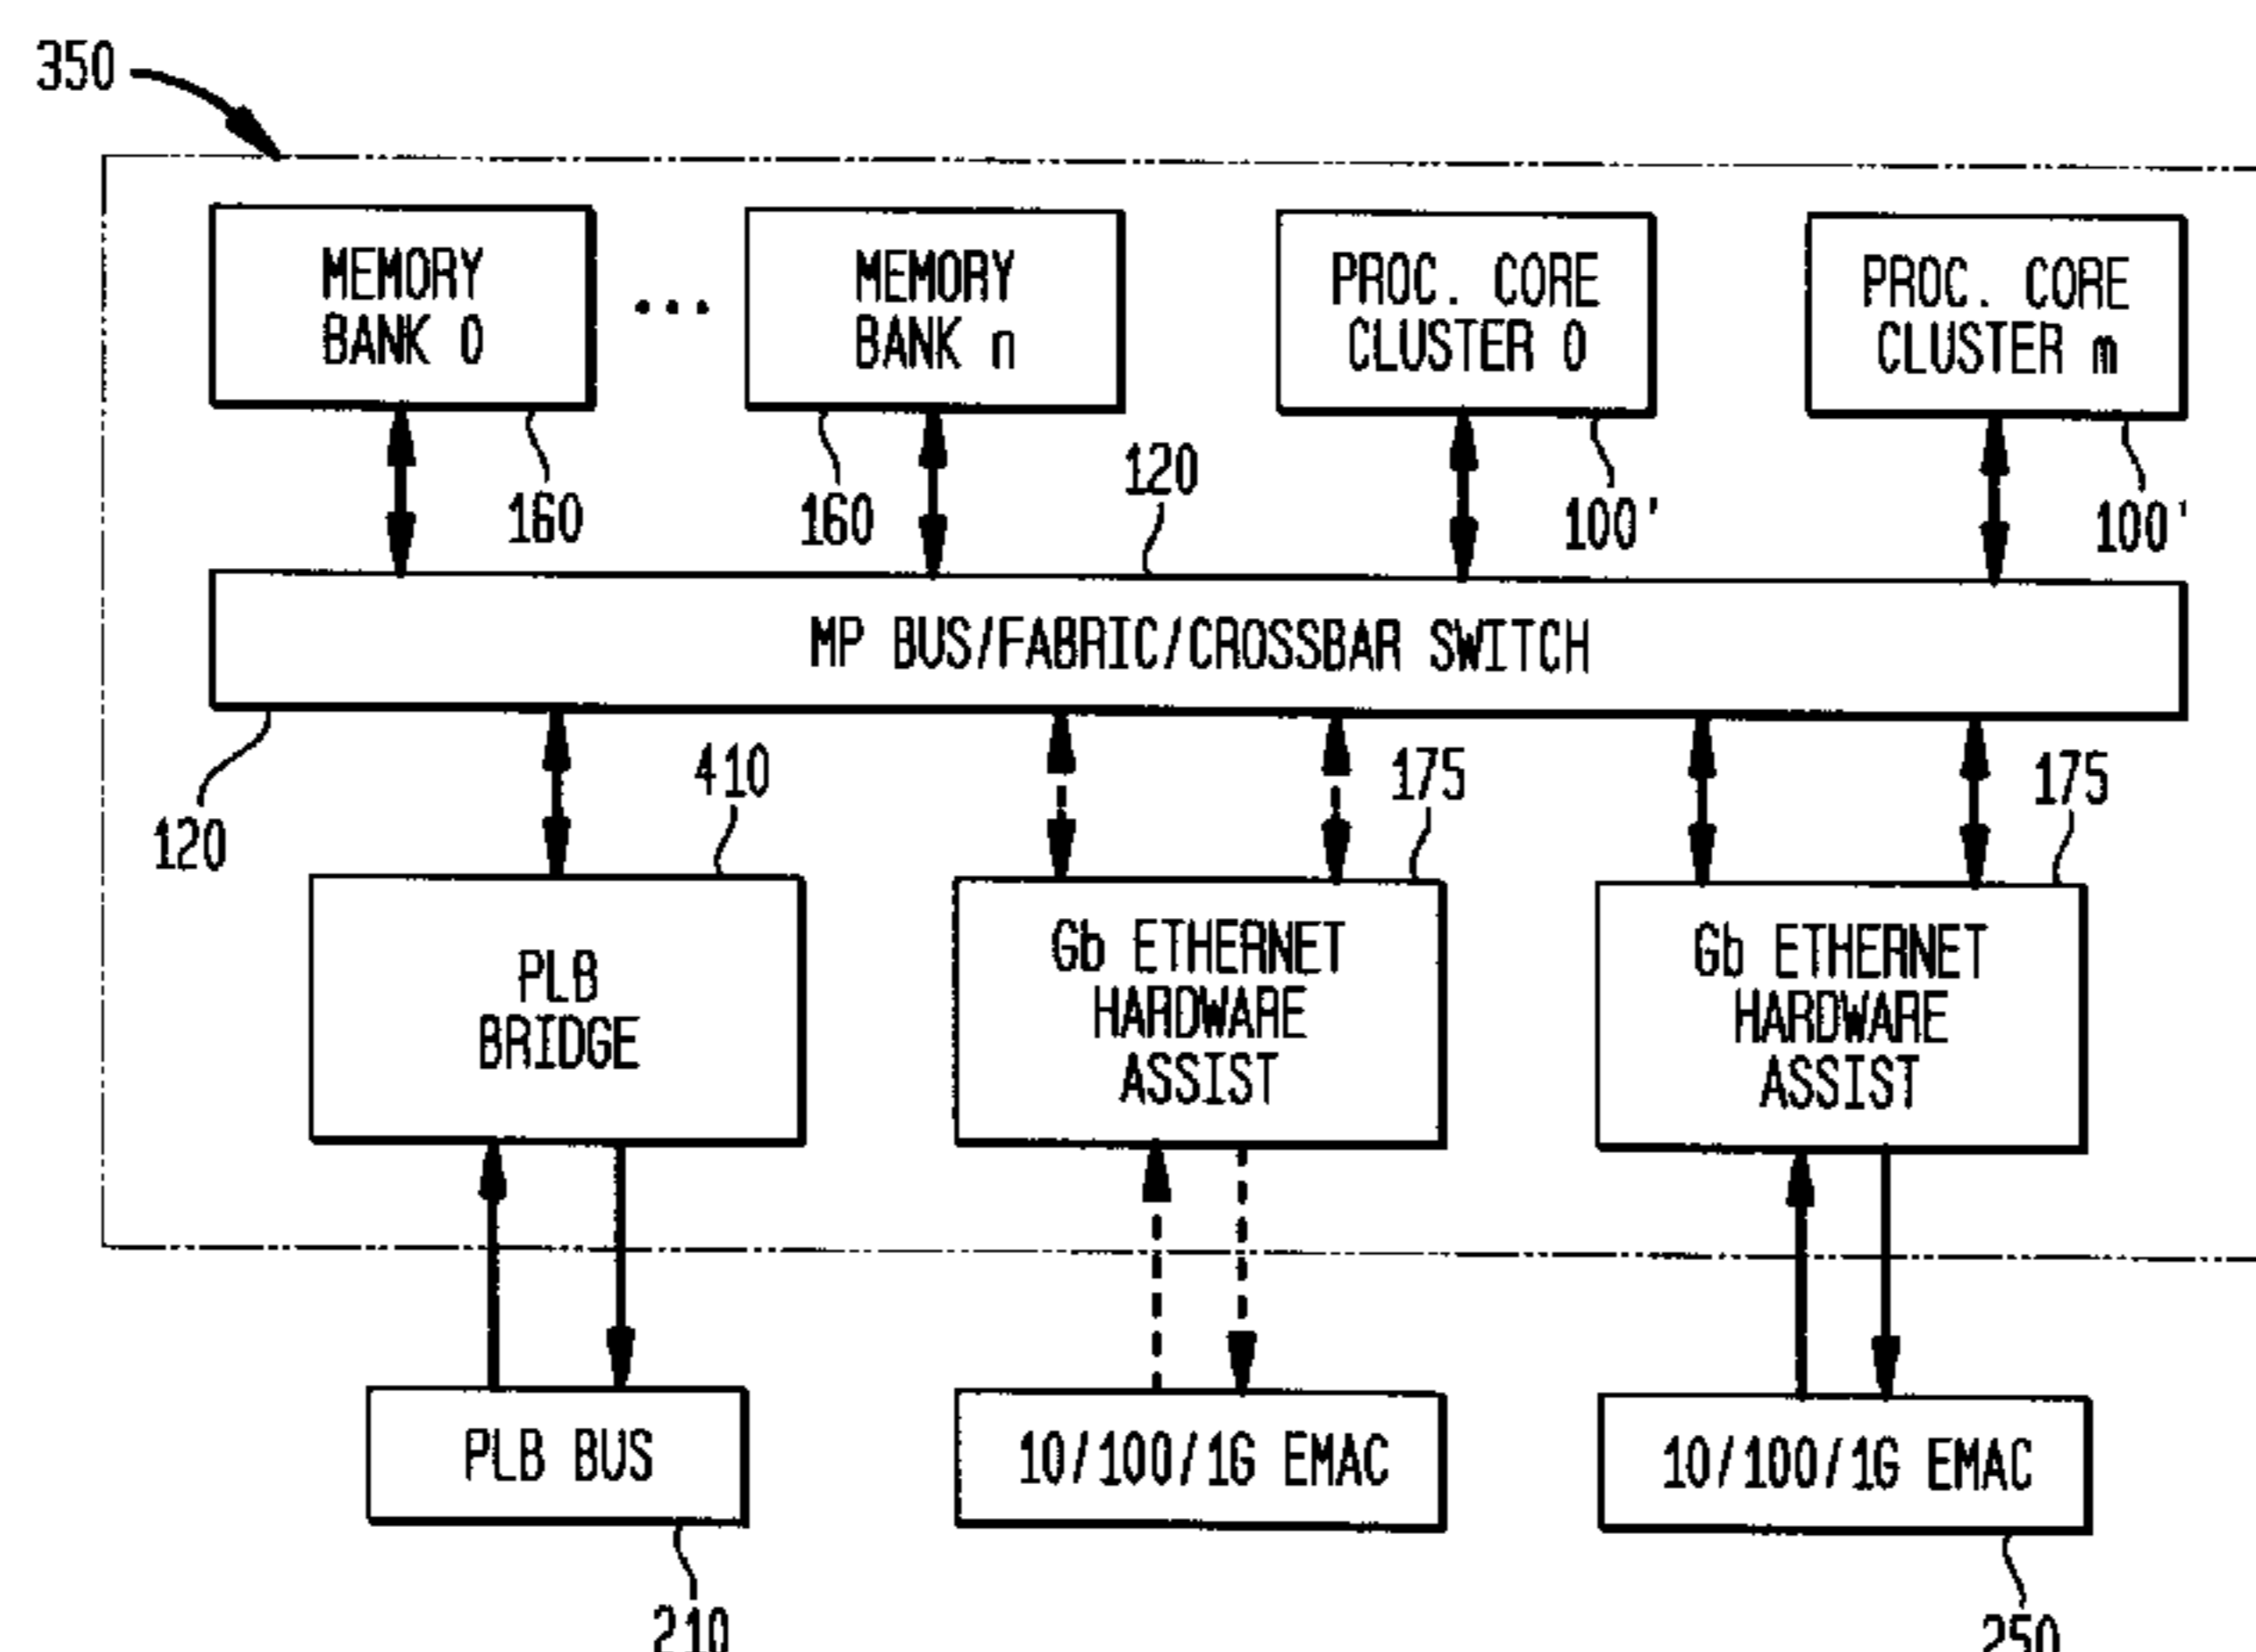 350
MEMORY
BANK 0
MEMORY
BANK n
PROC. CORE
CLUSTER 0
PROC. CORE
CLUSTER m
160
160
120
100'
100'
MP BUS/FABRIC/CROSSBAR SWITCH
120
410
175
175
PLB
BRIDGE
Gb ETHERNET
HARDWARE
ASSIST
Gb ETHERNET
HARDWARE
ASSIST
PLB BUS
10/100/1G EMAC
10/100/1G EMAC
210
250